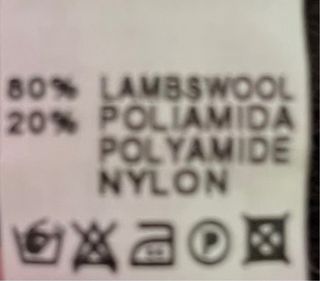 80% LAMBSWOOL
20% POLIAMIDA
POLYAMIDE
NYLON
P